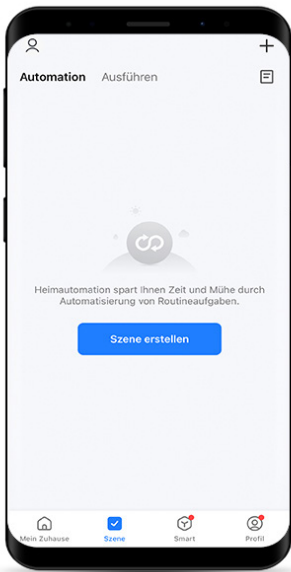 Automation Ausführen
Heimautomation spart Ihnen Zeit und Mühe durch
Automatisierung von Routineaufgaben.
Szene erstellen
Mein Zuhause Szene Smart Profil